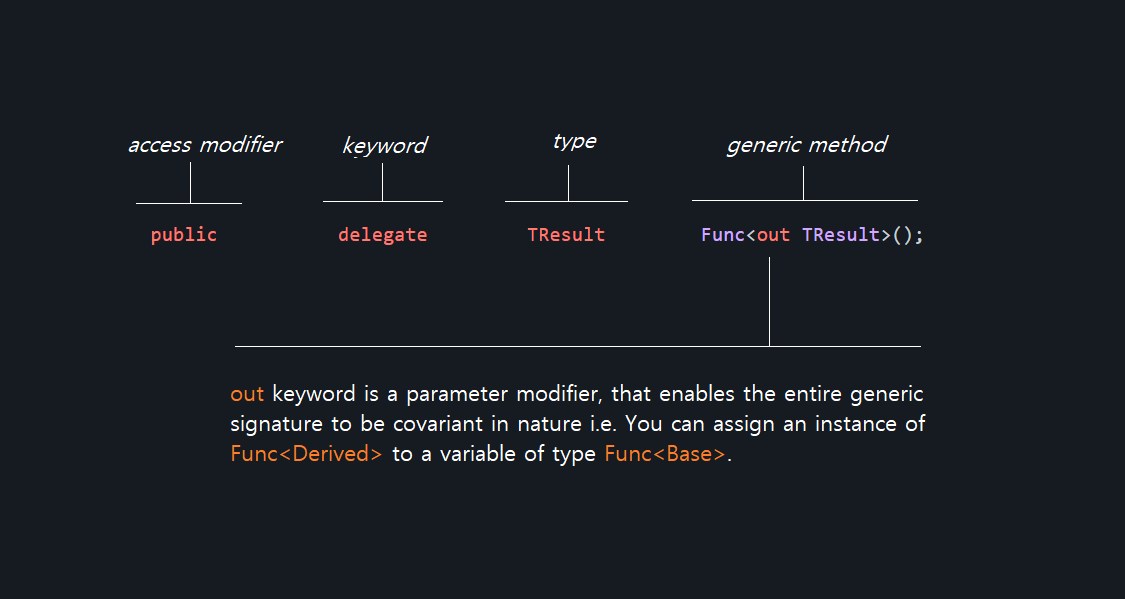 access modifier keyword type generic method
public delegate TResult Func<out TResult>();
out keyword is a parameter modifier, that enables the entire generic
signature to be covariant in nature i.e. You can assign an instance of
Func<Derived> to a variable of type Func<Base>.